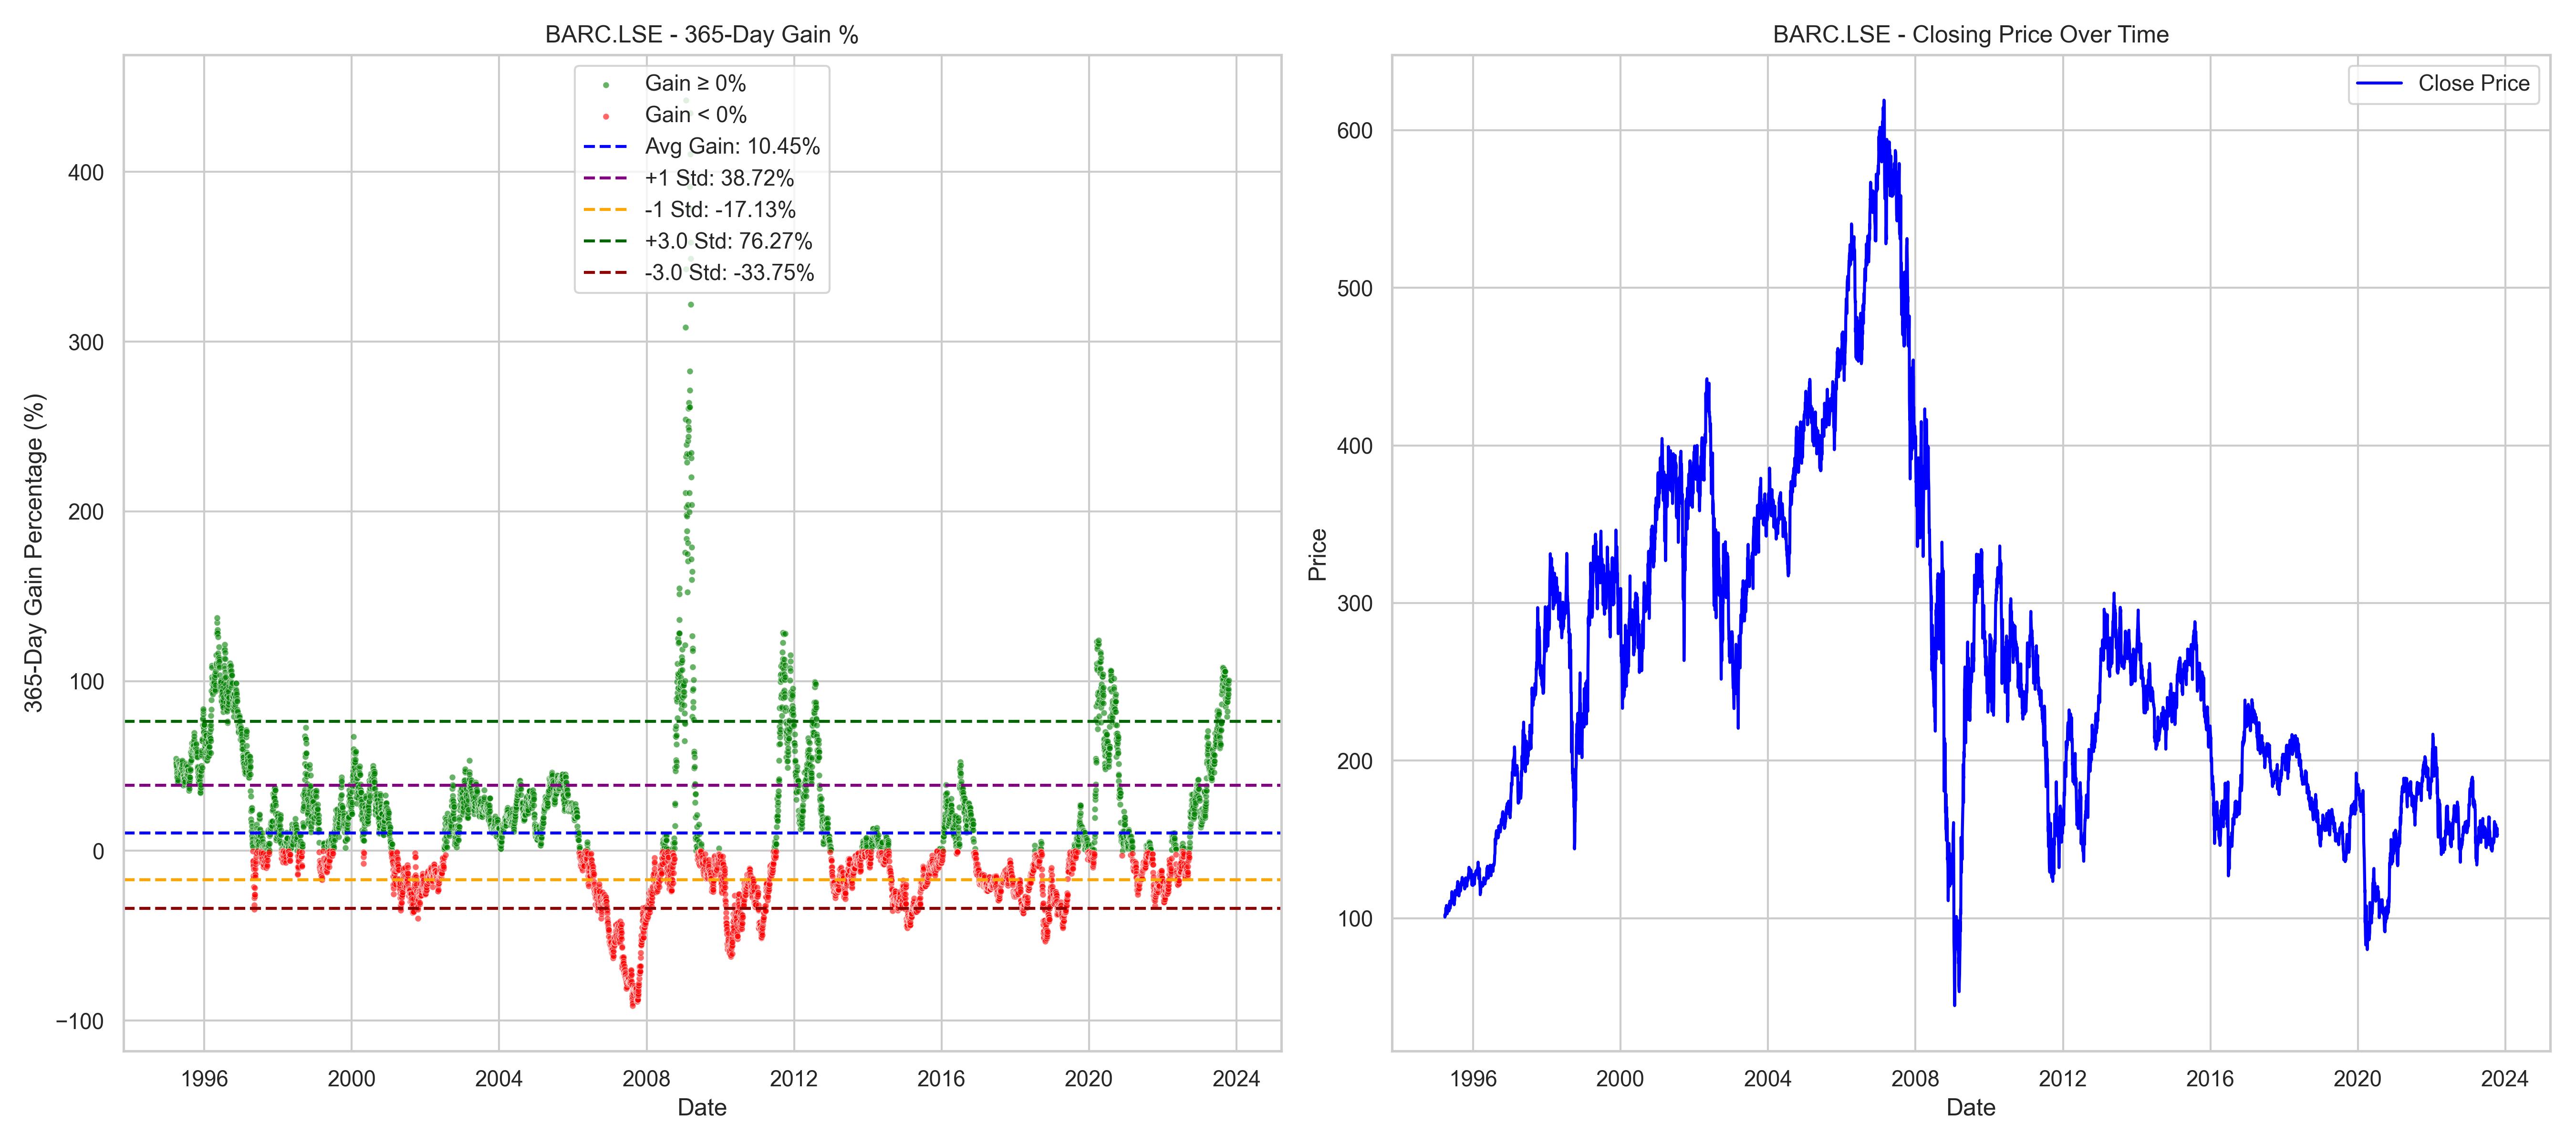 BARC.LSE - 365-Day Gain %
Gain ≥ 0%
Gain < 0%
Avg Gain: 10.45%
+1 Std: 38.72%
-1 Std: -17.13%
+3.0 Std: 76.27%
-3.0 Std: -33.75%
365-Day Gain Percentage (%)
400
300
200
100
0
−100
1996 2000 2004 2008 2012 2016 2020 2024
Date
BARC.LSE - Closing Price Over Time
Close Price
Price
600
500
400
300
200
100
1996 2000 2004 2008 2012 2016 2020 2024
Date